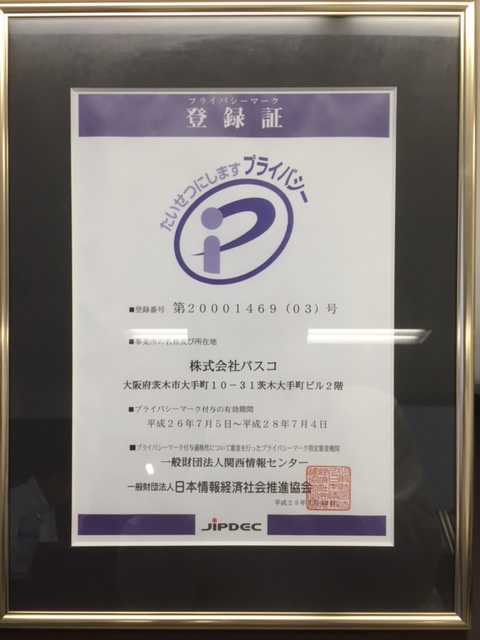 プライバシーマーク
登録証
たいせつにしますプライバシー
■登録番号 第20001469(03)号
■事業所の名称及び所在地
株式会社パスコ
大阪府茨木市大手町10-31茨木大手町ビル2階
■プライバシーマーク付与の有効期間
平成26年7月5日~平成28年7月4日
■プライバシーマーク付与適格性について審査を行ったプライバシーマーク指定審査機関
一般財団法人関西情報センター
一般財団法人日本情報経済社会推進協会
JIPDEC